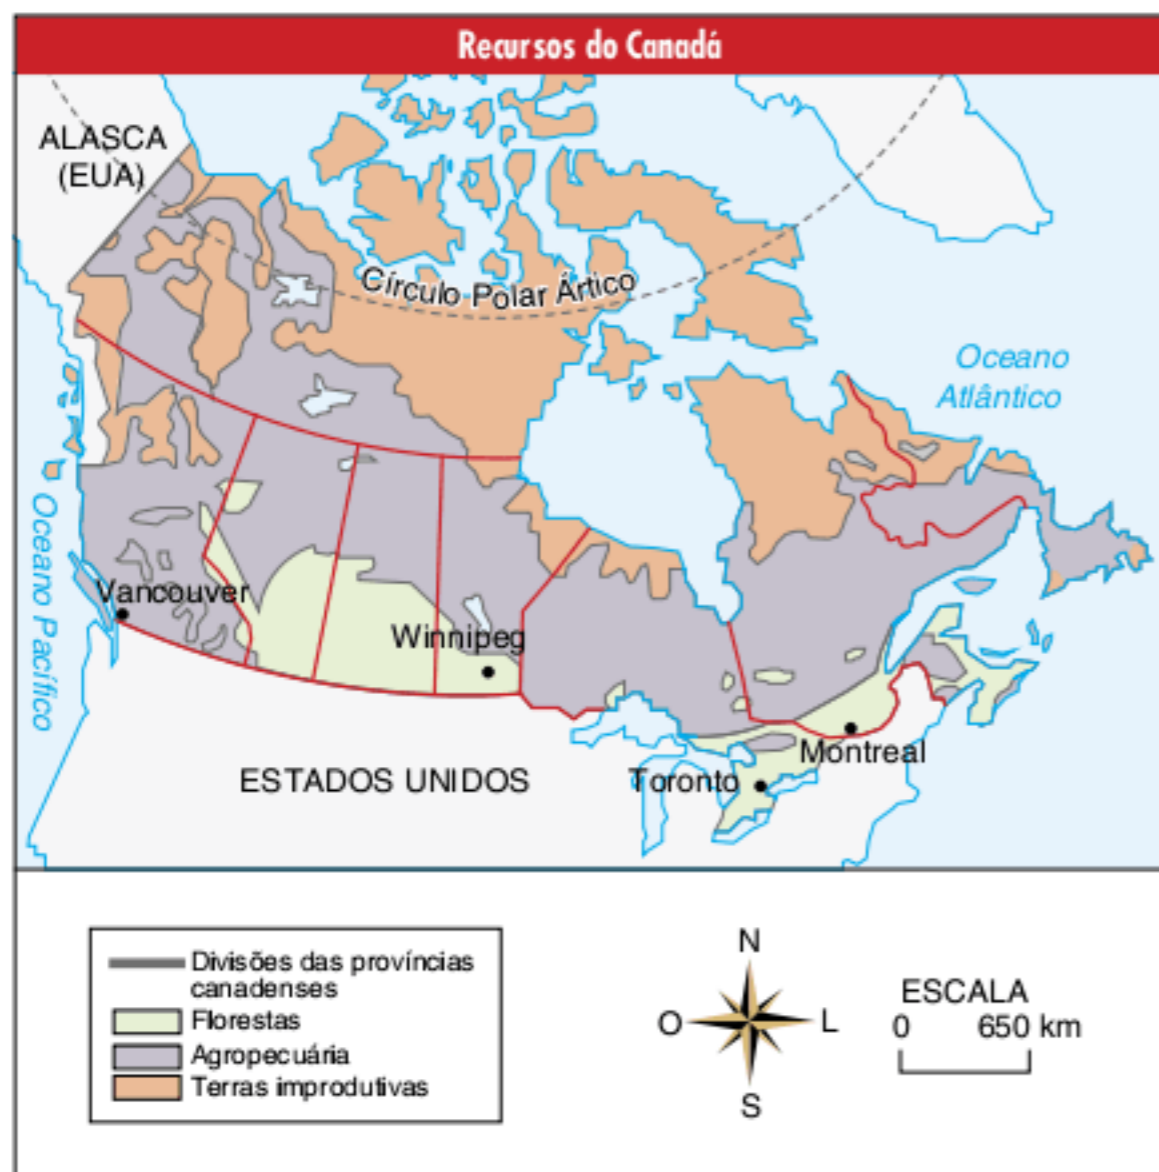 Recursos do Canadá
ALASCA
(EUA)
Círculo Polar Ártico
Oceano
Atlântico
Oceano Pacífico
Vancouver
Winnipeg
ESTADOS UNIDOS
Toronto
Montreal
Divisões das províncias
canadenses
Florestas
Agropecuária
Terras improdutivas
N
O
L
S
ESCALA
0 650 km